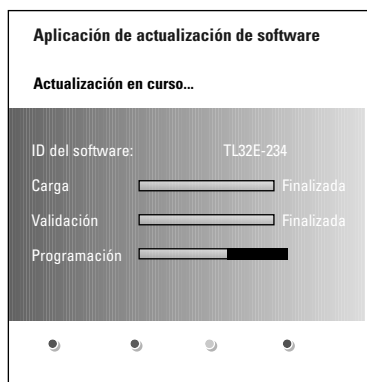 Aplicación de actualización de software
Actualización en curso...
ID del software: TL32E-234
Carga Finalizada
Validación Finalizada
Programación